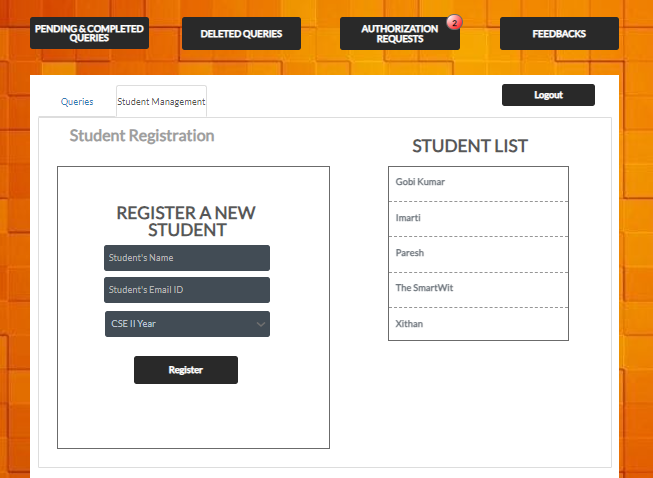 PENDING & COMPLETED
QUERIES
DELETED QUERIES
AUTHORIZATION
REQUESTS
2
FEEDBACKS
Queries
Student Management
Logout
Student Registration
REGISTER A NEW
STUDENT
Student's Name
Student's Email ID
CSE II Year
Register
STUDENT LIST
Gobi Kumar
Imarti
Paresh
The SmartWit
Xithan